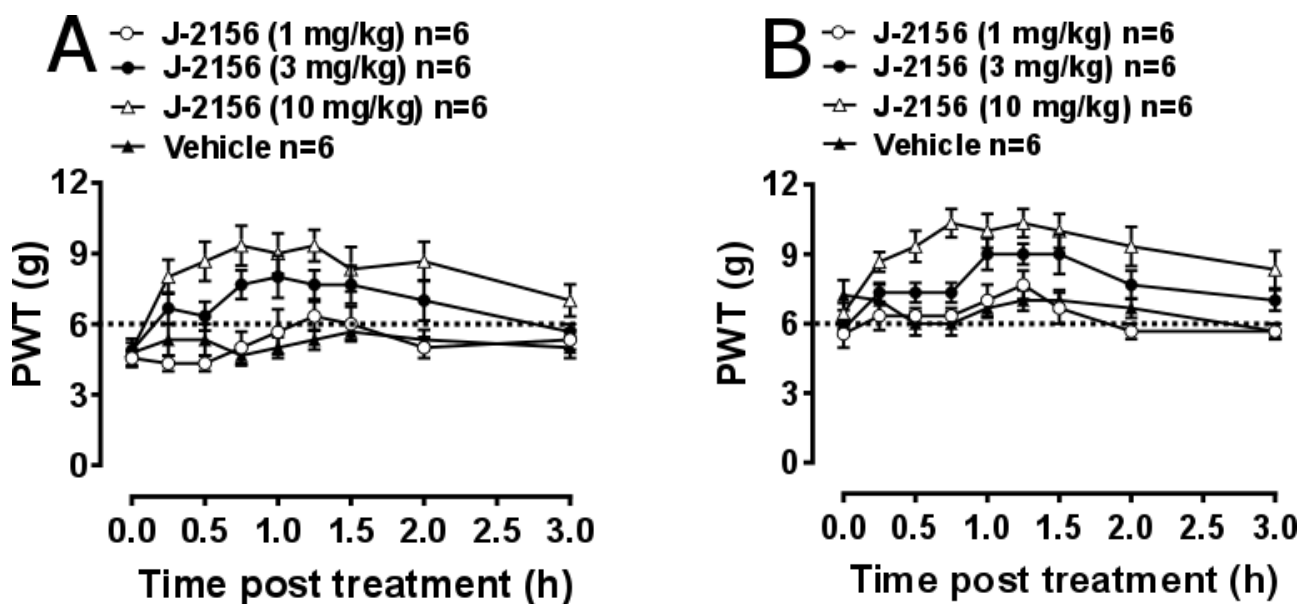 A
J-2156 (1 mg/kg) n=6
J-2156 (3 mg/kg) n=6
J-2156 (10 mg/kg) n=6
Vehicle n=6
12
9
6
3
0
PWT (g)
0.0 0.5 1.0 1.5 2.0 2.5 3.0
Time post treatment (h)
B
J-2156 (1 mg/kg) n=6
J-2156 (3 mg/kg) n=6
J-2156 (10 mg/kg) n=6
Vehicle n=6
12
9
6
3
0
PWT (g)
0.0 0.5 1.0 1.5 2.0 2.5 3.0
Time post treatment (h)